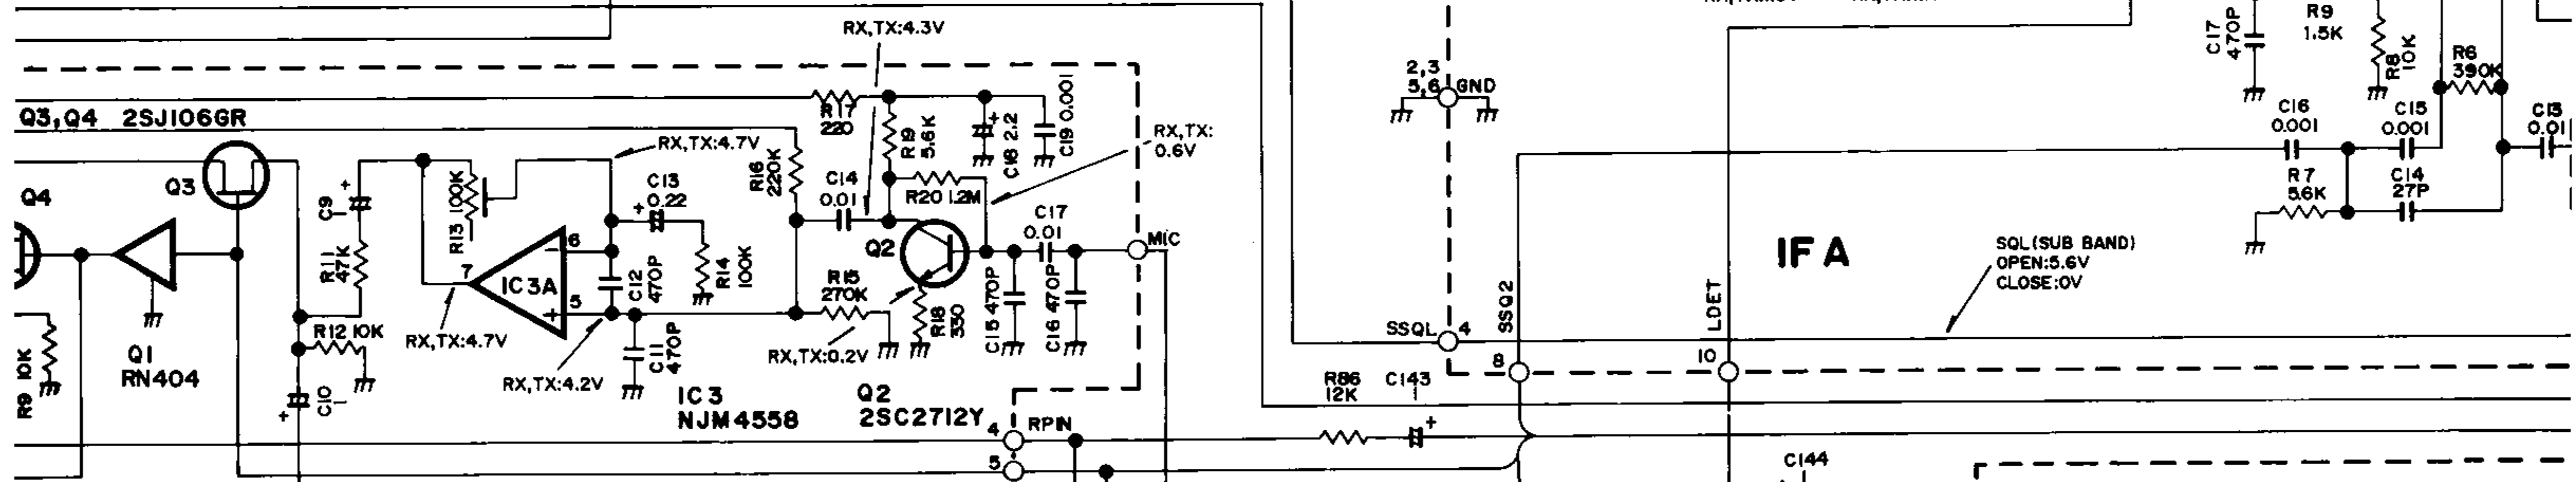 RX,TX:4.3V
Q3,Q4 2SJ106GR
R17
220
R19
5.6K
C18 2.2
C19 0.001
RX,TX:
0.6V
RX,TX:4.7V
Q4
Q3
C9
1
R11
47K
R13 100K
C13
0.22
R16
220K
C14
0.01
R20 1.2M
C17
0.01
MIC
Q2
6
7
IC3A
5
C12
470P
R14
100K
R15
270K
R18
330
C15 470P
C16 470P
R9 10K
Q1
RN404
R12 10K
C10
1
RX,TX:4.7V
RX,TX:4.2V
C11
470P
RX,TX:0.2V
IC3
NJM4558
Q2
2SC2712Y
4
RPIN
5
2,3
5,6
GND
SSQL
4
SSQ2
8
LDET
10
R86
12K
C143
1
IFA
SQL(SUB BAND)
OPEN:5.6V
CLOSE:0V
C144
C17
470P
R9
1.5K
R8
10K
R6
390K
C16
0.001
C15
0.001
C13
0.01
R7
5.6K
C14
27P